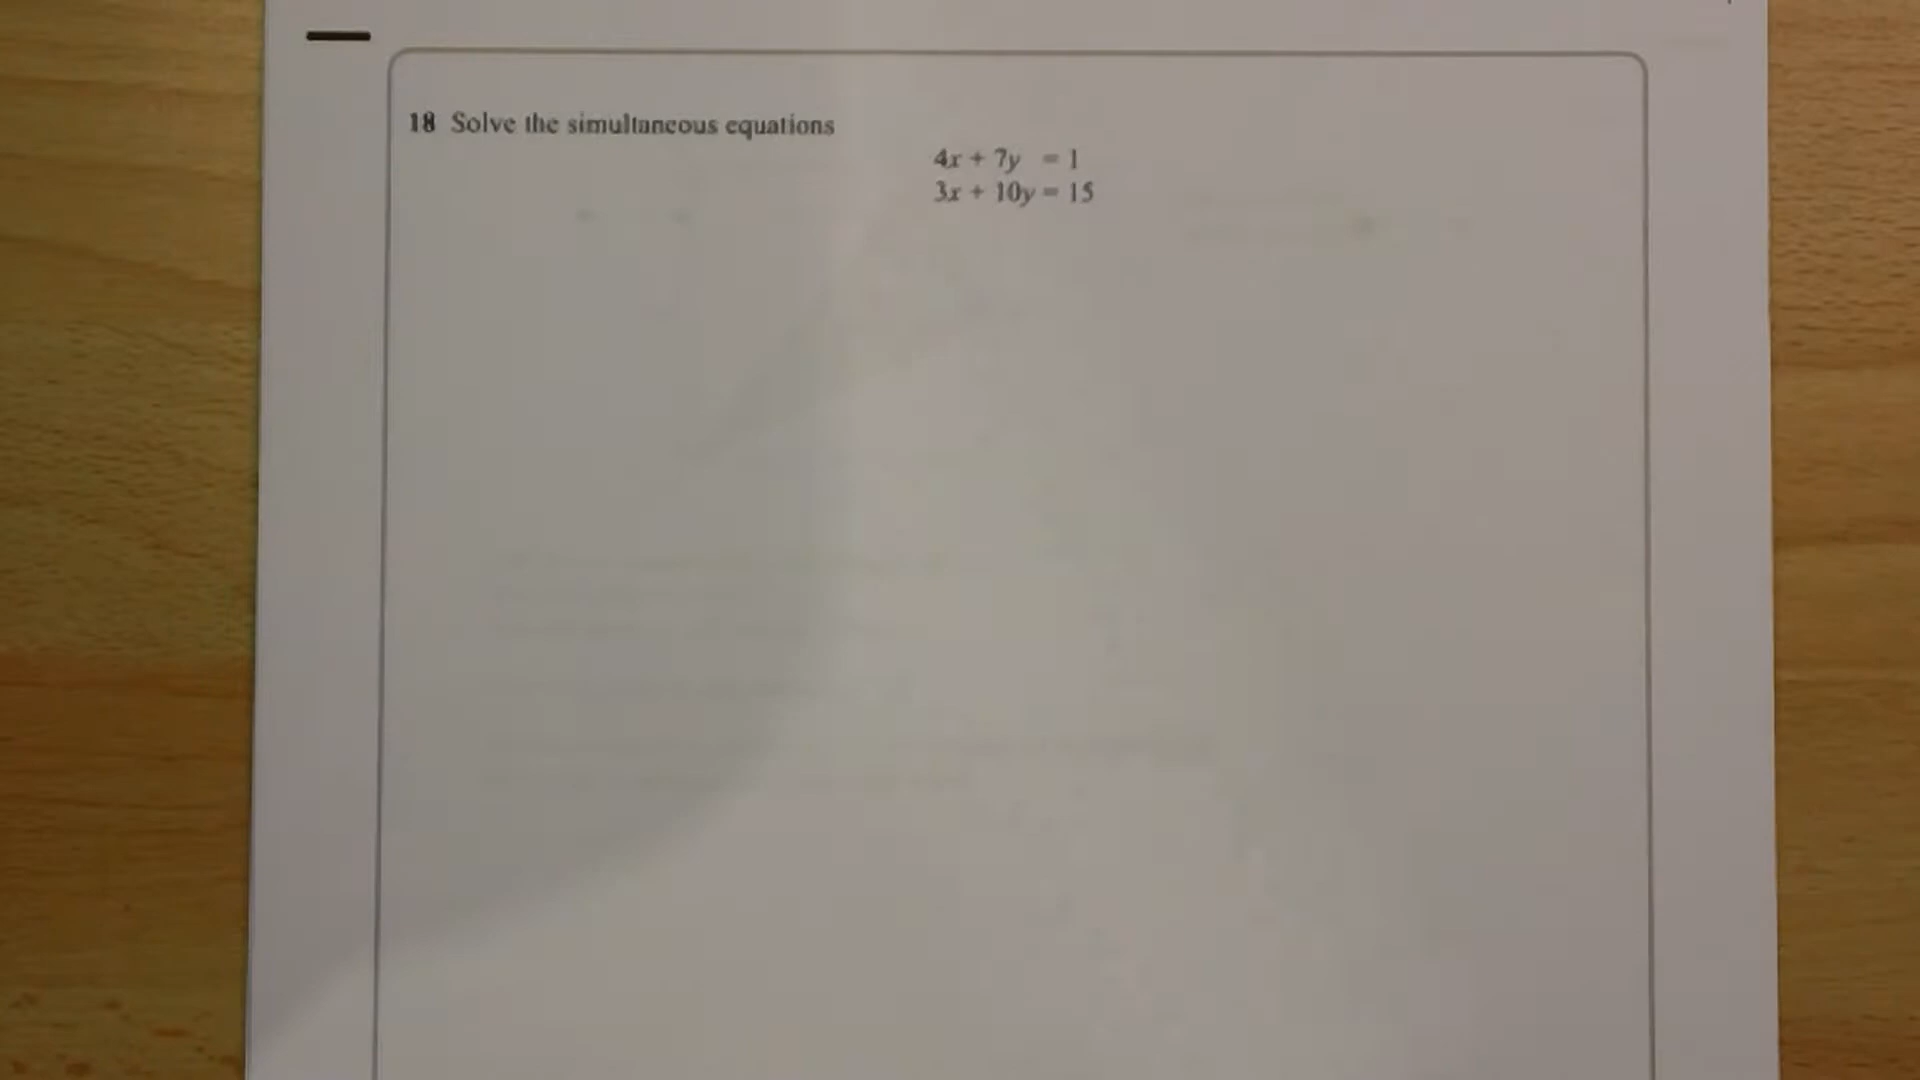 18 Solve the simultaneous equations
4x + 7y = 1
3x + 10y = 15